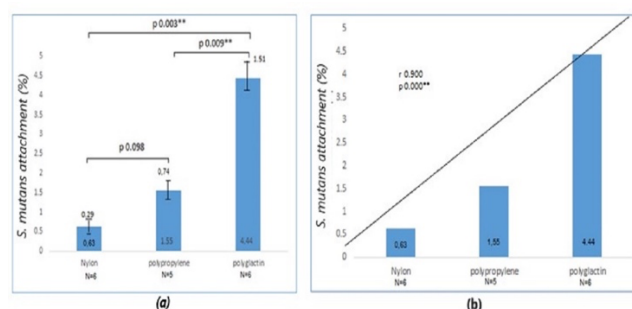 p 0.003**
p 0.009**
1.51
p 0.098
0,74
0,29
0,63
1,55
4,44
S. mutans attachment (%)
5
4.5
4
3.5
3
2.5
2
1.5
1
0.5
0
Nylon
N=6
polypropylene
N=5
polyglactin
N=6
(a)
r 0.900
p 0.000**
S. mutans attachment (%)
5
4.5
4
3.5
3
2.5
2
1.5
1
0.5
0
0,63
1,55
4,44
Nylon
N=6
polypropylene
N=5
polyglactin
N=6
(b)